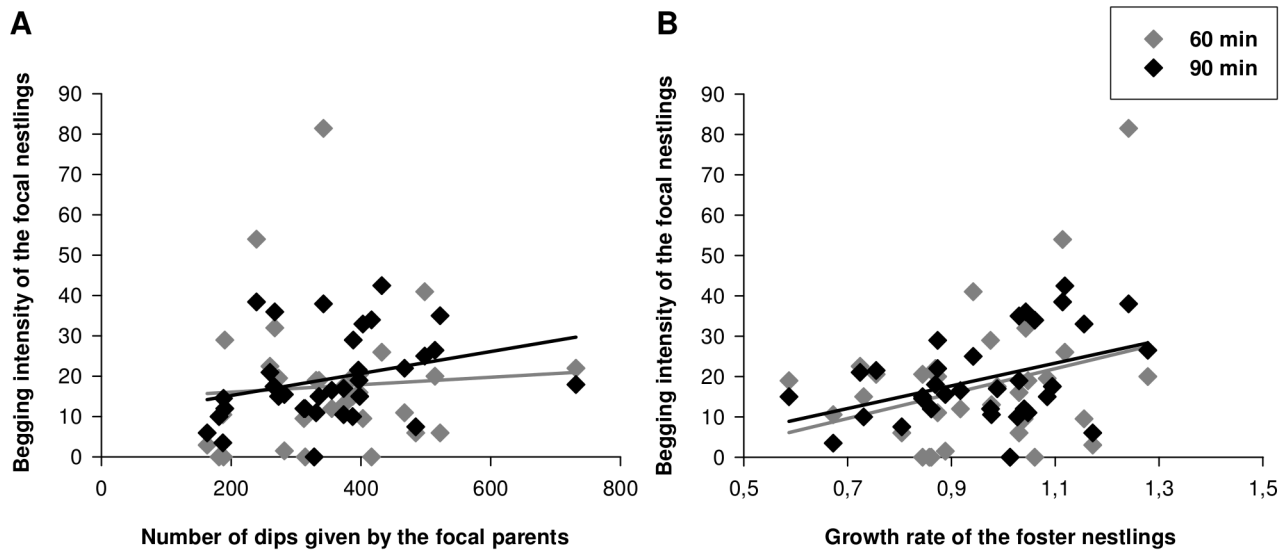 A
B
60 min
90 min
Begging intensity of the focal nestlings
90
80
70
60
50
40
30
20
10
0
0 200 400 600 800
Number of dips given by the focal parents
Begging intensity of the focal nestlings
90
80
70
60
50
40
30
20
10
0
0,5 0,7 0,9 1,1 1,3 1,5
Growth rate of the foster nestlings